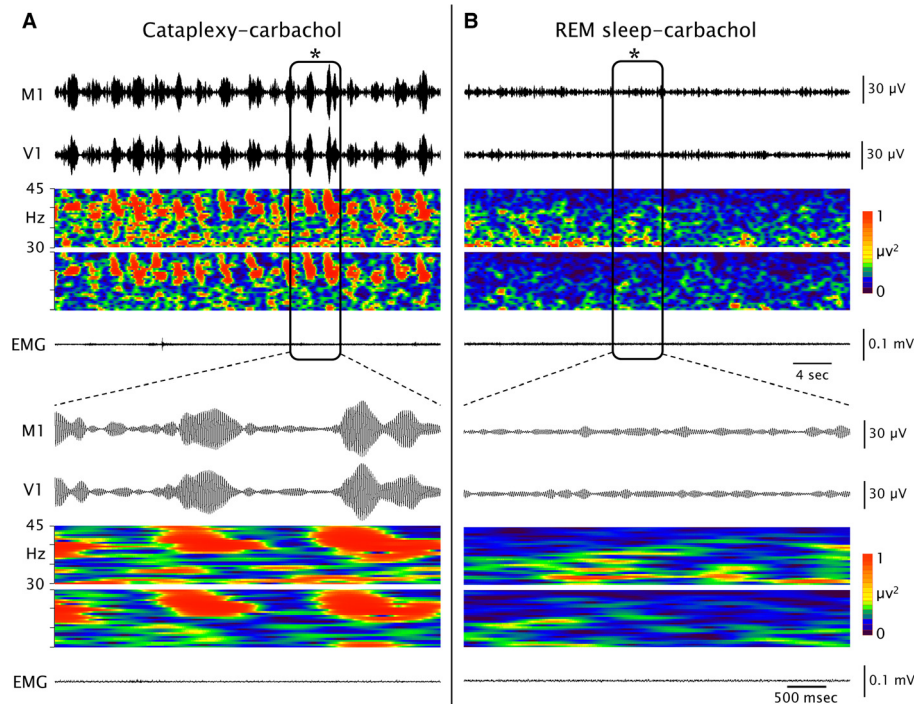 A
Cataplexy-carbachol
B
REM sleep-carbachol
*
*
M1
30 µV
V1
30 µV
45
Hz
30
1
µv²
0
EMG
0.1 mV
4 sec
M1
30 µV
V1
30 µV
45
Hz
30
1
µv²
0
EMG
0.1 mV
500 msec